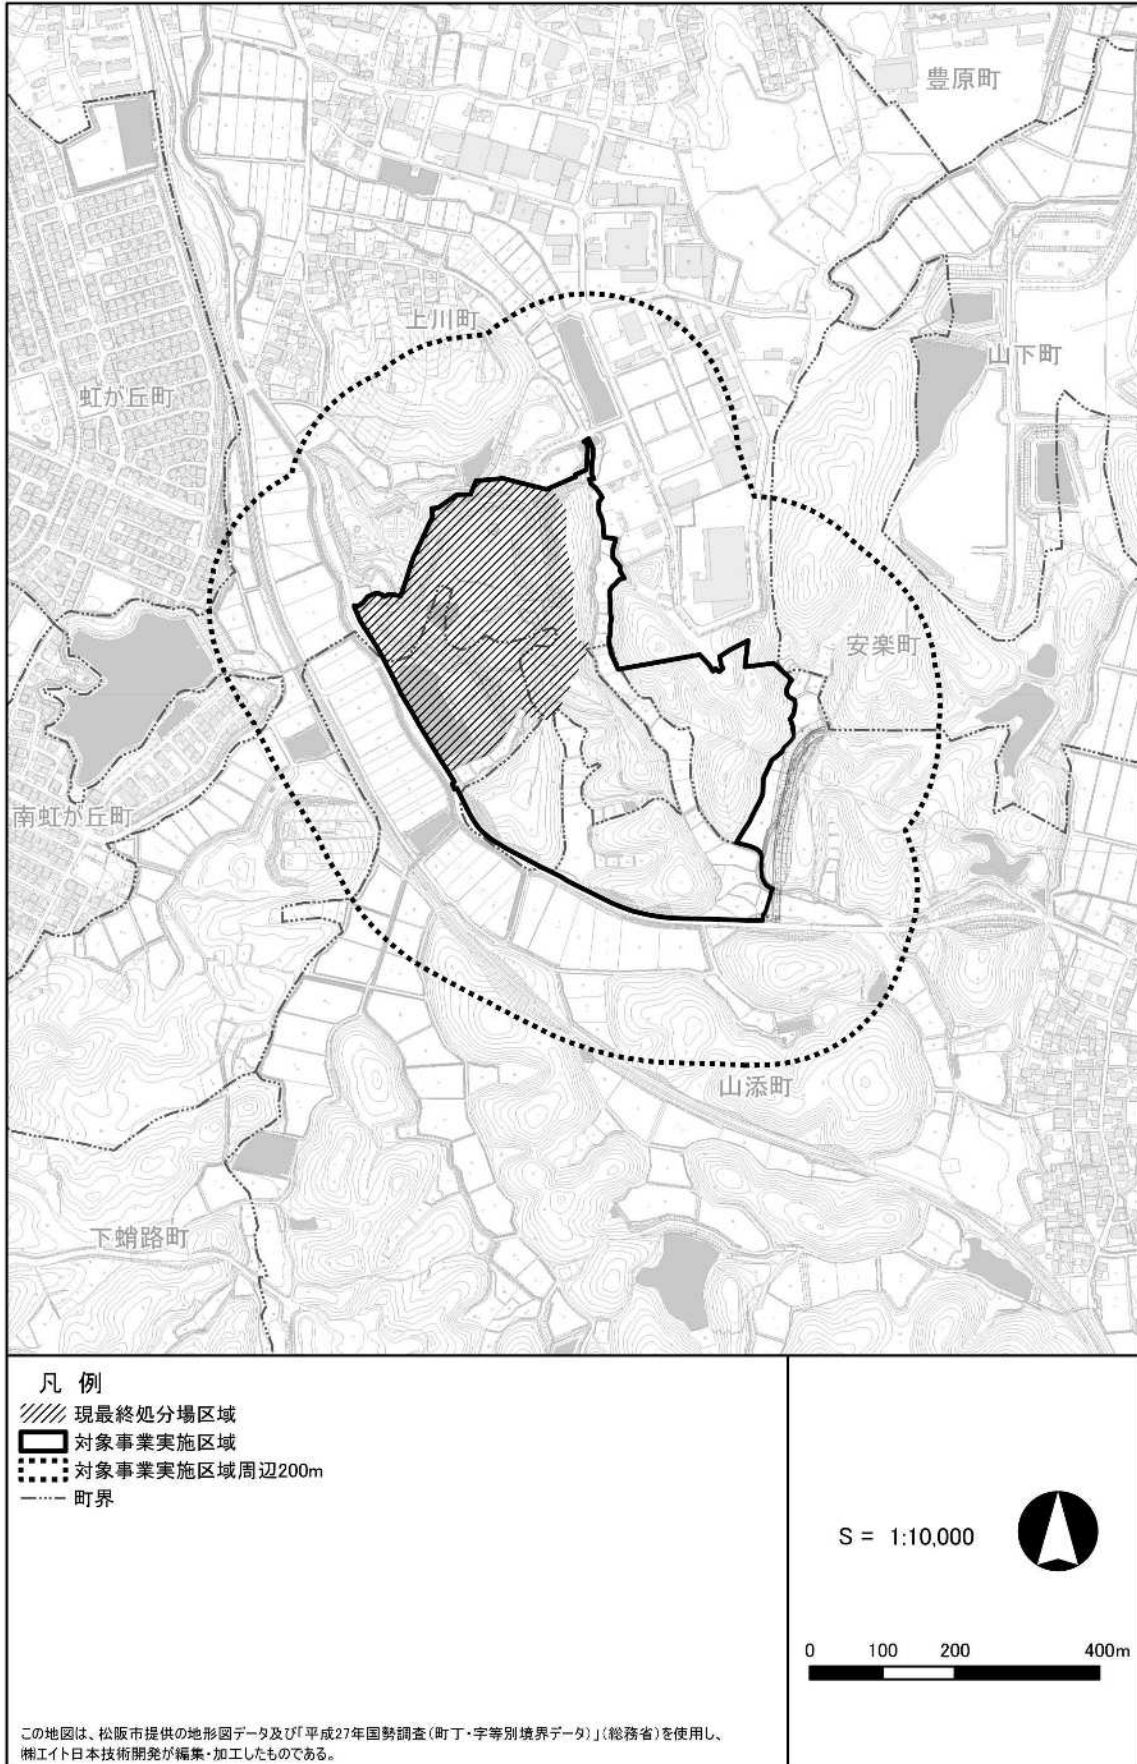 豊原町
上川町
山下町
虹が丘町
安楽町
南虹が丘町
山添町
下蛸路町
凡 例
現最終処分場区域
対象事業実施区域
対象事業実施区域周辺200m
町界
S = 1:10,000
0 100 200 400m
この地図は、松阪市提供の地形図データ及び「平成27年国勢調査(町丁・字等別境界データ)」(総務省)を使用し、
㈱エイト日本技術開発が編集・加工したものである。